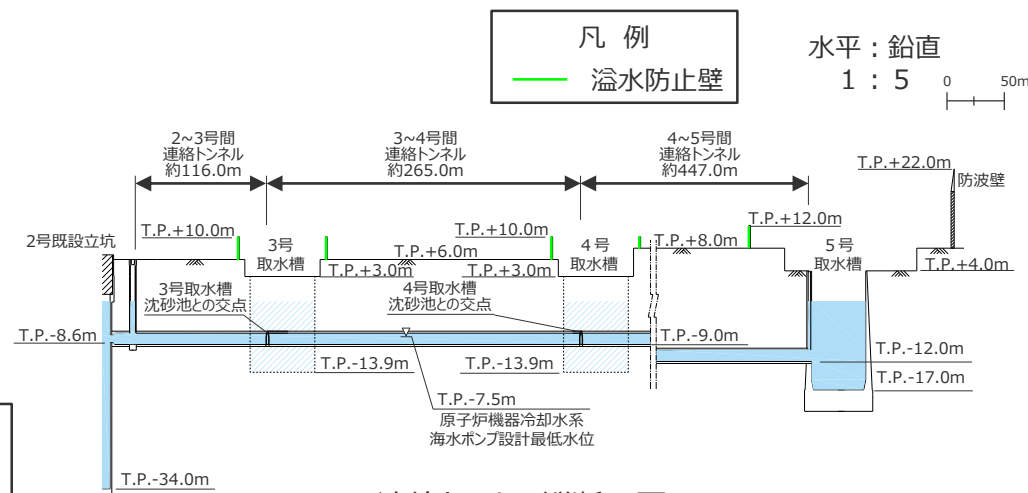 凡 例
溢水防止壁
水平：鉛直
1：5
0 50m
2~3号間
連絡トンネル
約116.0m
3~4号間
連絡トンネル
約265.0m
4~5号間
連絡トンネル
約447.0m
T.P.+22.0m
防波壁
2号既設立坑
T.P.+10.0m
3号
取水槽
T.P.+6.0m
T.P.+10.0m
4号
取水槽
T.P.+12.0m
T.P.+8.0m
5号
取水槽
T.P.+3.0m
T.P.+3.0m
T.P.+4.0m
3号取水槽
沈砂池との交点
4号取水槽
沈砂池との交点
T.P.-8.6m
T.P.-9.0m
T.P.-13.9m
T.P.-13.9m
T.P.-12.0m
T.P.-17.0m
T.P.-7.5m
原子炉機器冷却水系
海水ポンプ設計最低水位
T.P.-34.0m